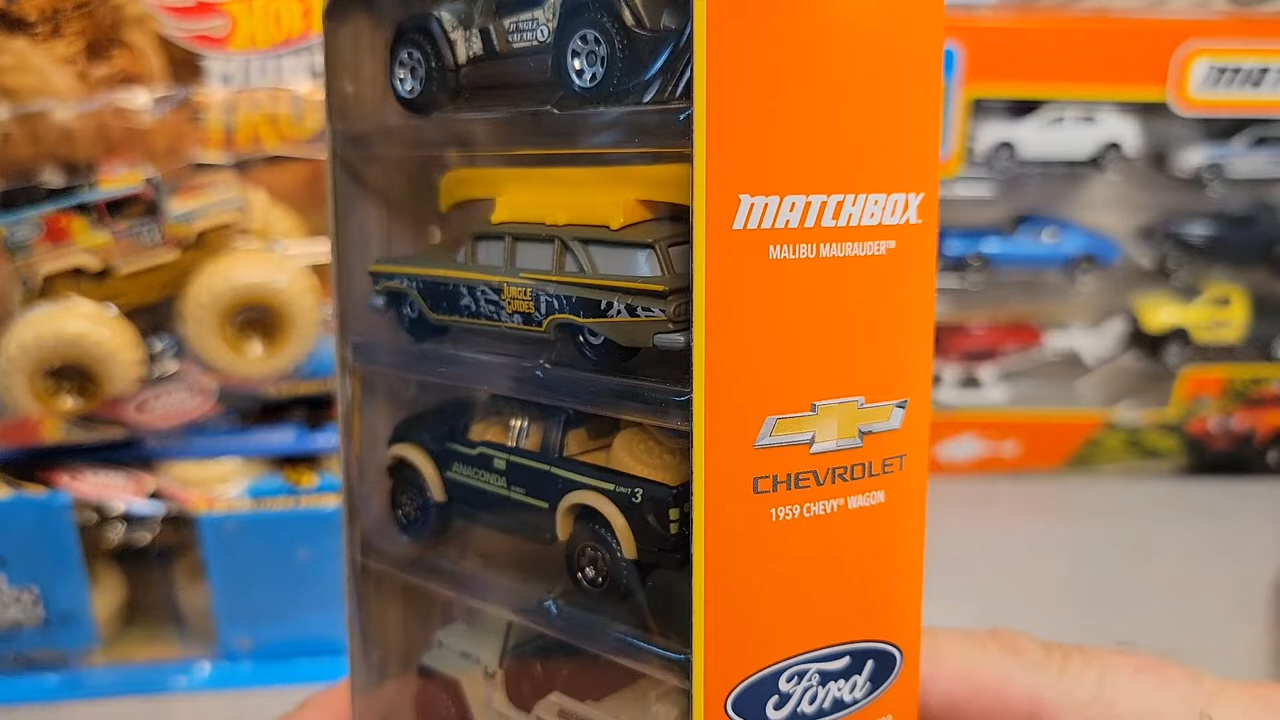 JUNGLE
SAFARI
MATCHBOX
MALIBU MAURAUDER™
JUNGLE
GUIDES
CHEVROLET
1959 CHEVY® WAGON
ANACONDA
UNIT 3
Ford